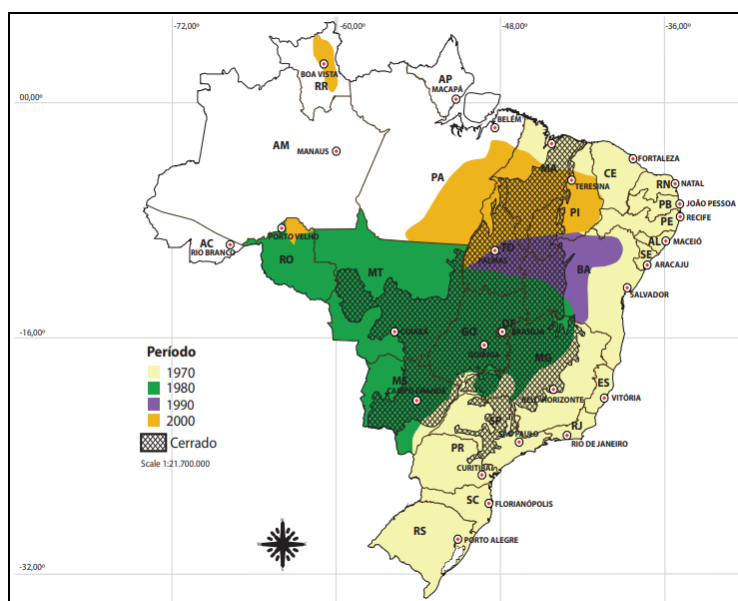 -72,00º
-60,00º
-48,00º
-36,00º
00,00º
-16,00º
-32,00º
BOA VISTA
RR
AP
MACAPÁ
BELÉM
AM
MANAUS
PA
MA
CE
FORTALEZA
TERESINA
RN
NATAL
PB
JOÃO PESSOA
PE
RECIFE
PI
AL
MACEIÓ
SE
ARACAJU
PORTO VELHO
AC
RIO BRANCO
RO
MT
TO
PALMAS
BA
SALVADOR
CUIABÁ
GO
DF
BRASÍLIA
GOIÂNIA
MG
MS
CAMPO GRANDE
BELO HORIZONTE
ES
VITÓRIA
SP
SÃO PAULO
RJ
RIO DE JANEIRO
PR
CURITIBA
SC
FLORIANÓPOLIS
RS
PORTO ALEGRE
Período
1970
1980
1990
2000
Cerrado
Scale 1:21.700.000